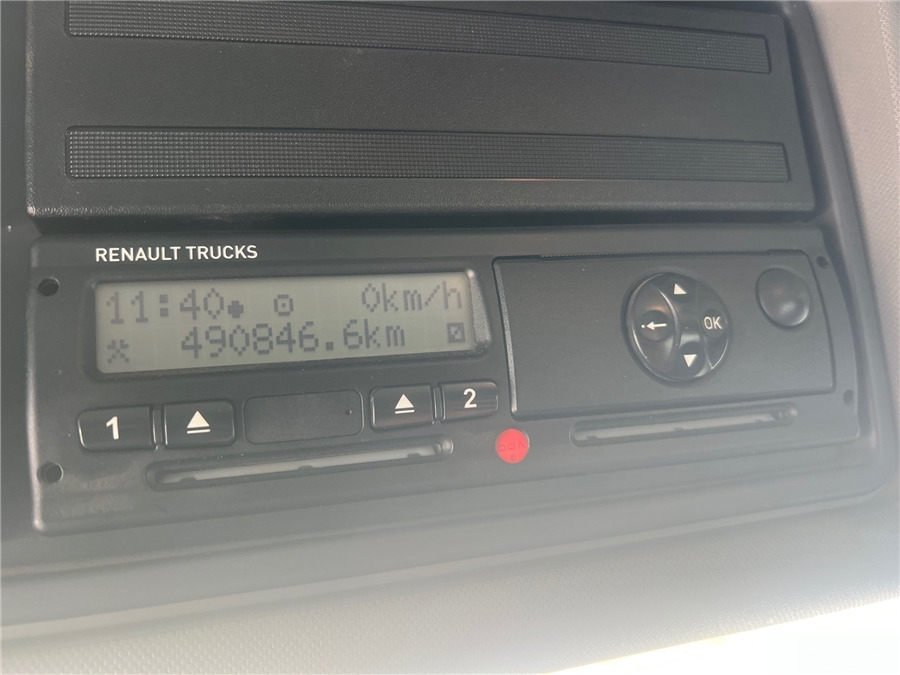 RENAULT TRUCKS
11:40 0km/h
490846.6km
1
2
OK